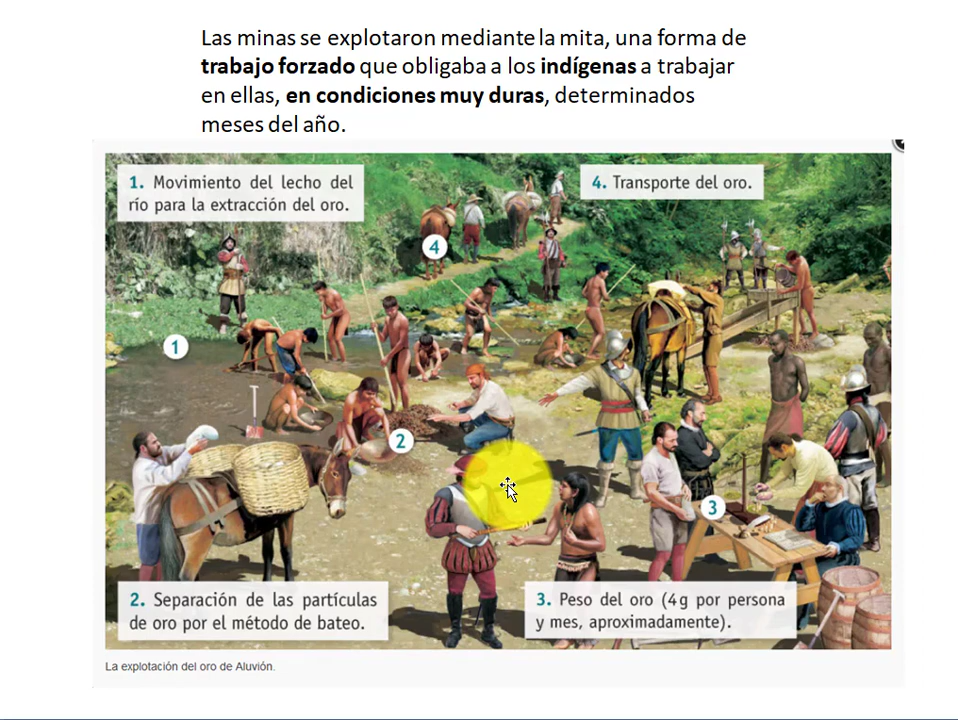 Las minas se explotaron mediante la mita, una forma de
trabajo forzado que obligaba a los indígenas a trabajar
en ellas, en condiciones muy duras, determinados
meses del año.
1. Movimiento del lecho del
río para la extracción del oro.
4. Transporte del oro.
4
1
2
3
2. Separación de las partículas
de oro por el método de bateo.
3. Peso del oro (4 g por persona
y mes, aproximadamente).
La explotación del oro de Aluvión.